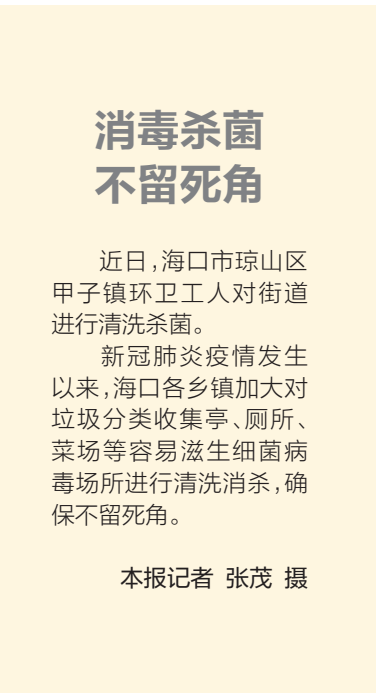 消毒杀菌
不留死角
近日,海口市琼山区
甲子镇环卫工人对街道
进行清洗杀菌。
新冠肺炎疫情发生
以来,海口各乡镇加大对
垃圾分类收集亭、厕所、
菜场等容易滋生细菌病
毒场所进行清洗消杀,确
保不留死角。
本报记者 张茂 摄